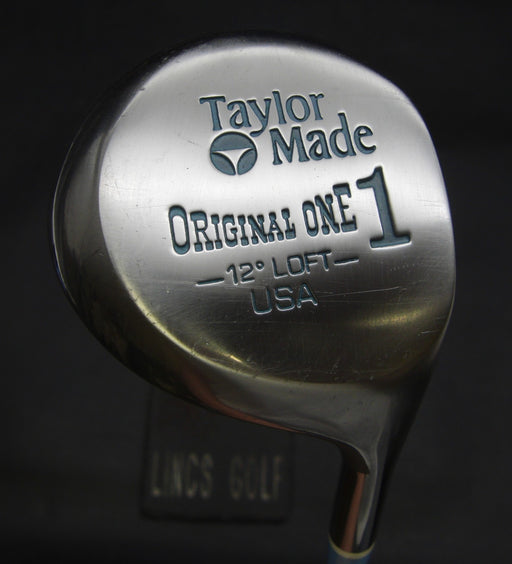 Taylor
Made
ORIGINAL ONE 1
-12° LOFT-
USA
LINCS GOLF